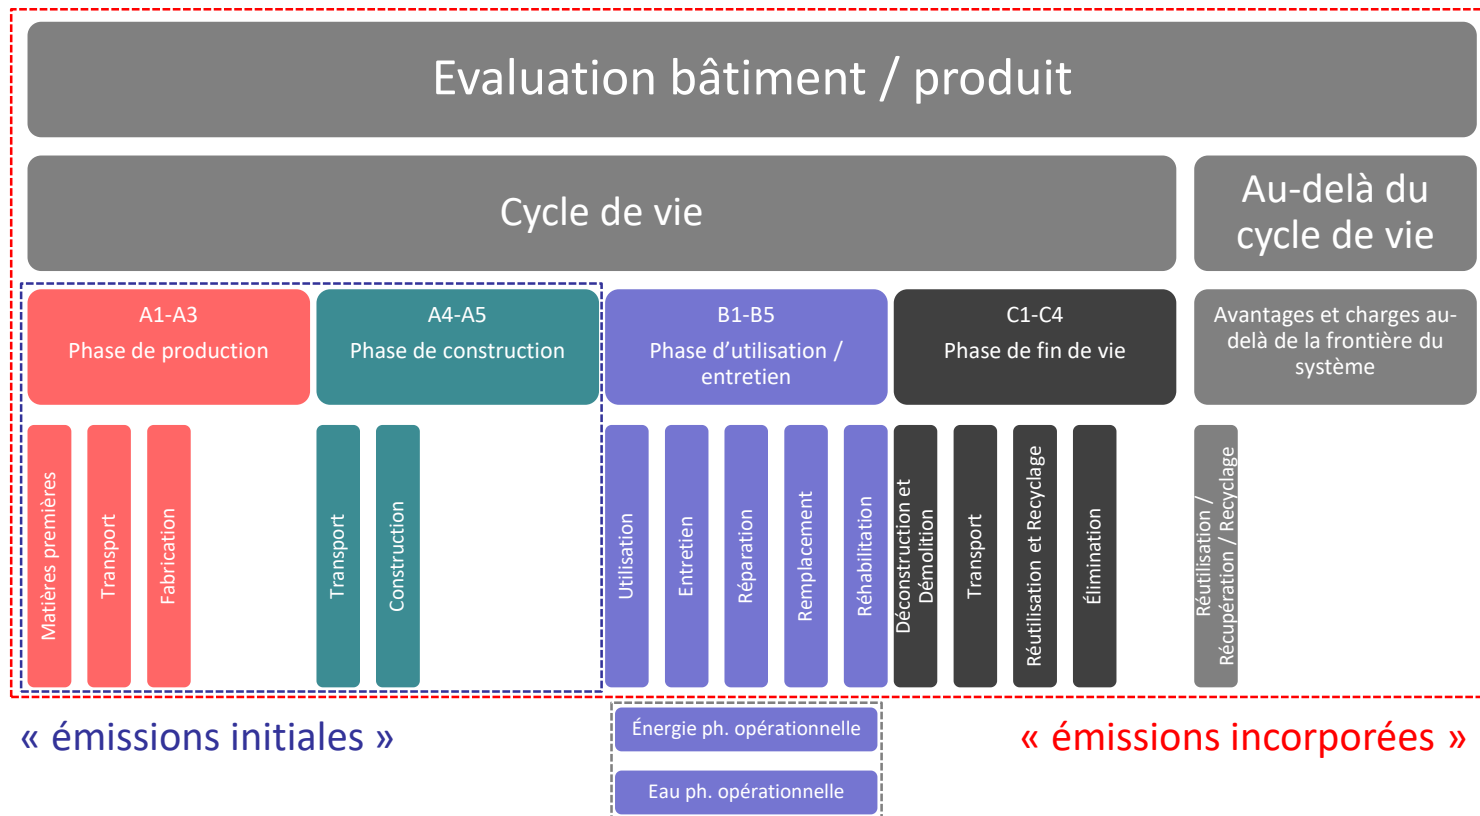 Evaluation bâtiment / produit
Cycle de vie
Au-delà du
cycle de vie
A1-A3
Phase de production
A4-A5
Phase de construction
B1-B5
Phase d’utilisation /
entretien
C1-C4
Phase de fin de vie
Avantages et charges au-
delà de la frontière du
système
Matières premières
Transport
Fabrication
Transport
Construction
Utilisation
Entretien
Réparation
Remplacement
Réhabilitation
Déconstruction et
Démolition
Transport
Réutilisation et Recyclage
Élimination
Réutilisation /
Récupération / Recyclage
« émissions initiales »
Énergie ph. opérationnelle
Eau ph. opérationnelle
« émissions incorporées »